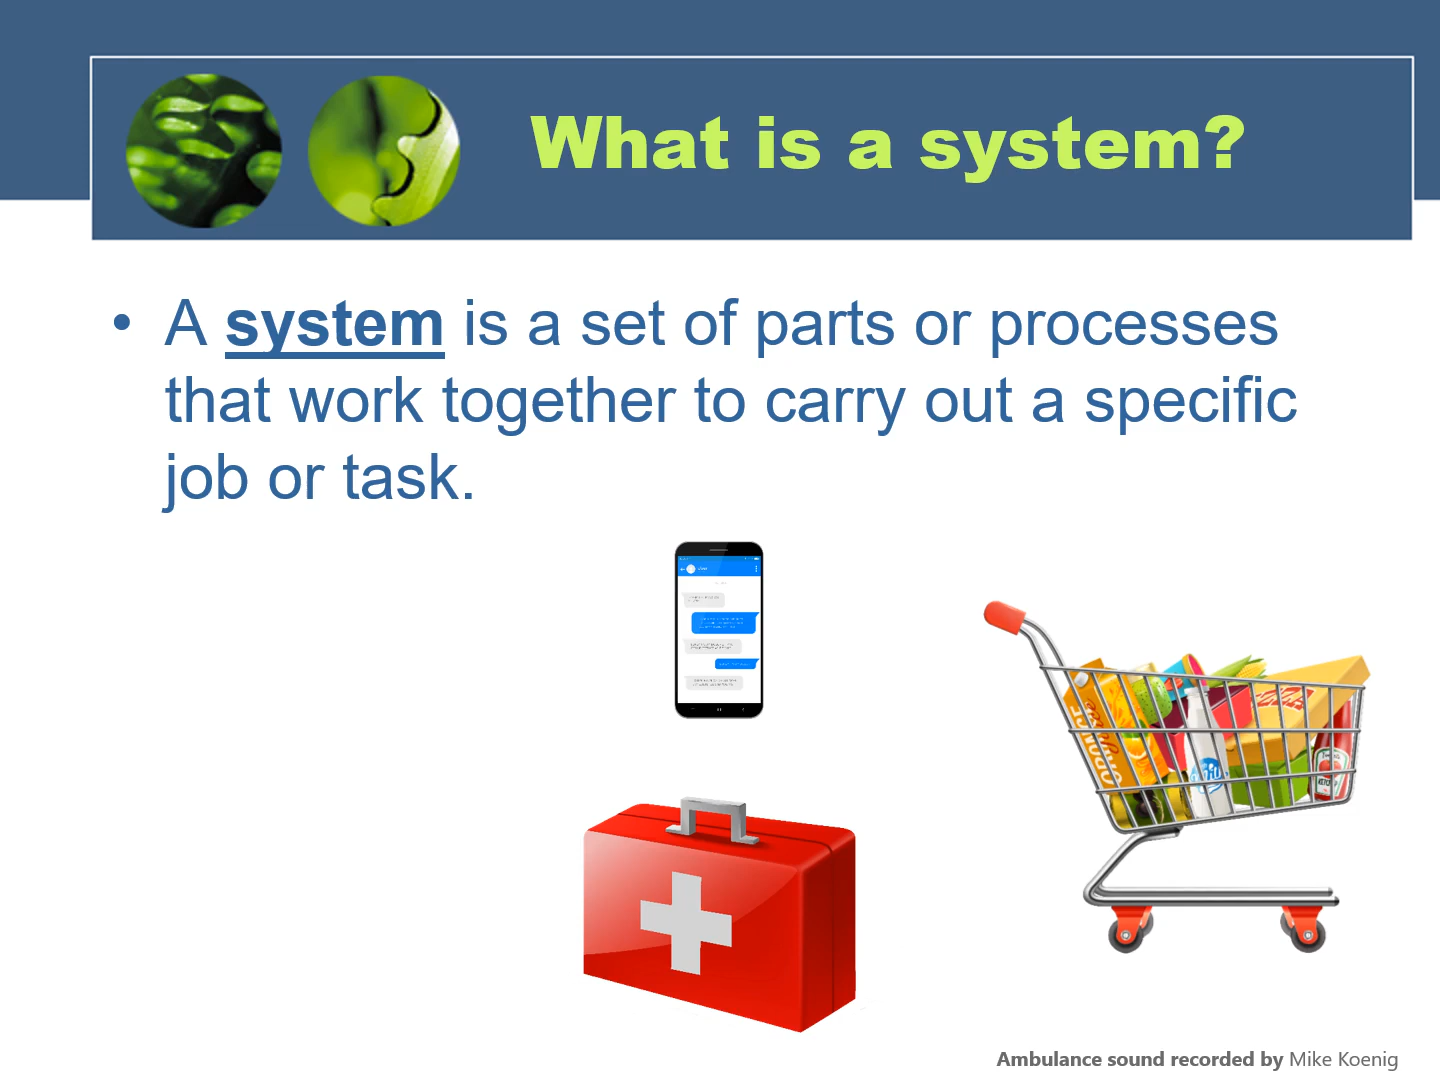 What is a system?
• A system is a set of parts or processes
that work together to carry out a specific
job or task.
ORANGE
Ambulance sound recorded by Mike Koenig